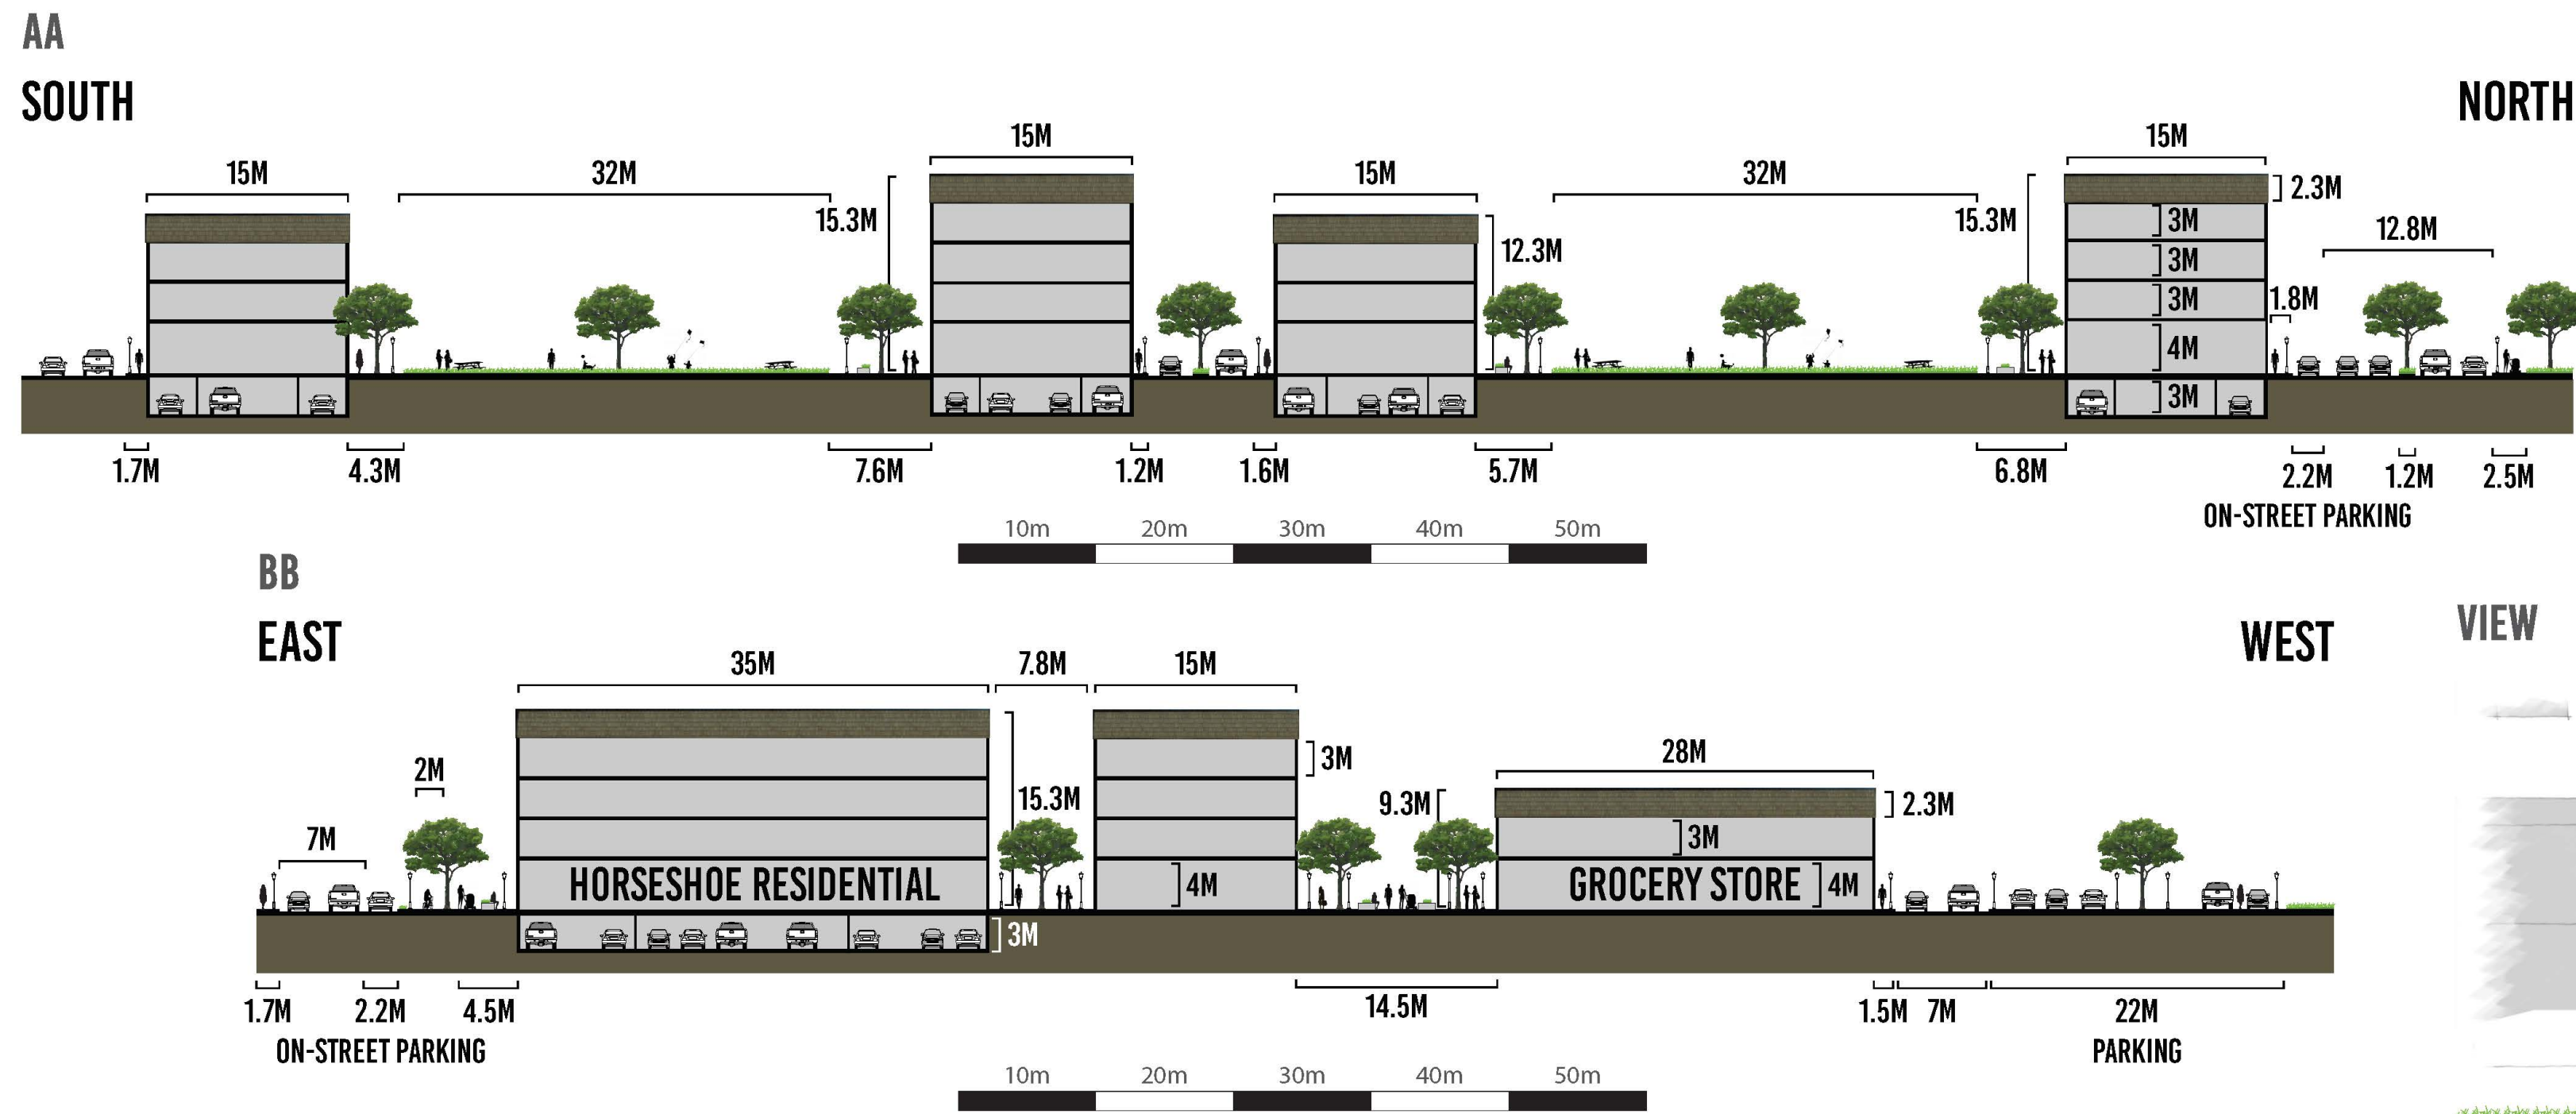 AA
SOUTH
NORTH
15M
32M
15M
15M
32M
15M
15.3M
12.3M
15.3M
2.3M
12.8M
3M
3M
3M
1.8M
4M
3M
1.7M
4.3M
7.6M
1.2M
1.6M
5.7M
6.8M
2.2M
1.2M
2.5M
ON-STREET PARKING
10m 20m 30m 40m 50m
BB
EAST
WEST
VIEW
35M
7.8M
15M
2M
7M
15.3M
3M
9.3M
28M
2.3M
3M
HORSESHOE RESIDENTIAL
4M
GROCERY STORE
4M
3M
1.7M
2.2M
4.5M
14.5M
1.5M
7M
22M
ON-STREET PARKING
PARKING
10m 20m 30m 40m 50m